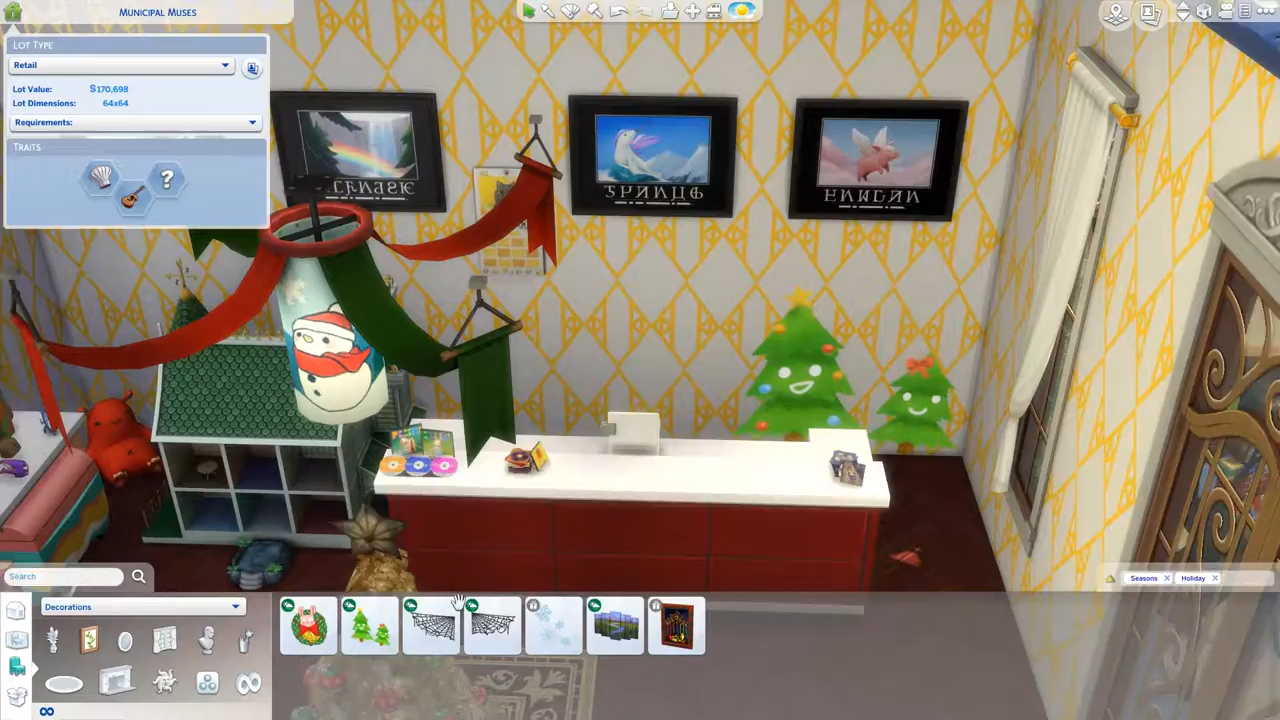 MUNICIPAL MUSES
LOT TYPE
Retail
Lot Value: §170,698
Lot Dimensions: 64x64
Requirements:
TRAITS
?
Search
Decorations
Seasons X
Holiday X